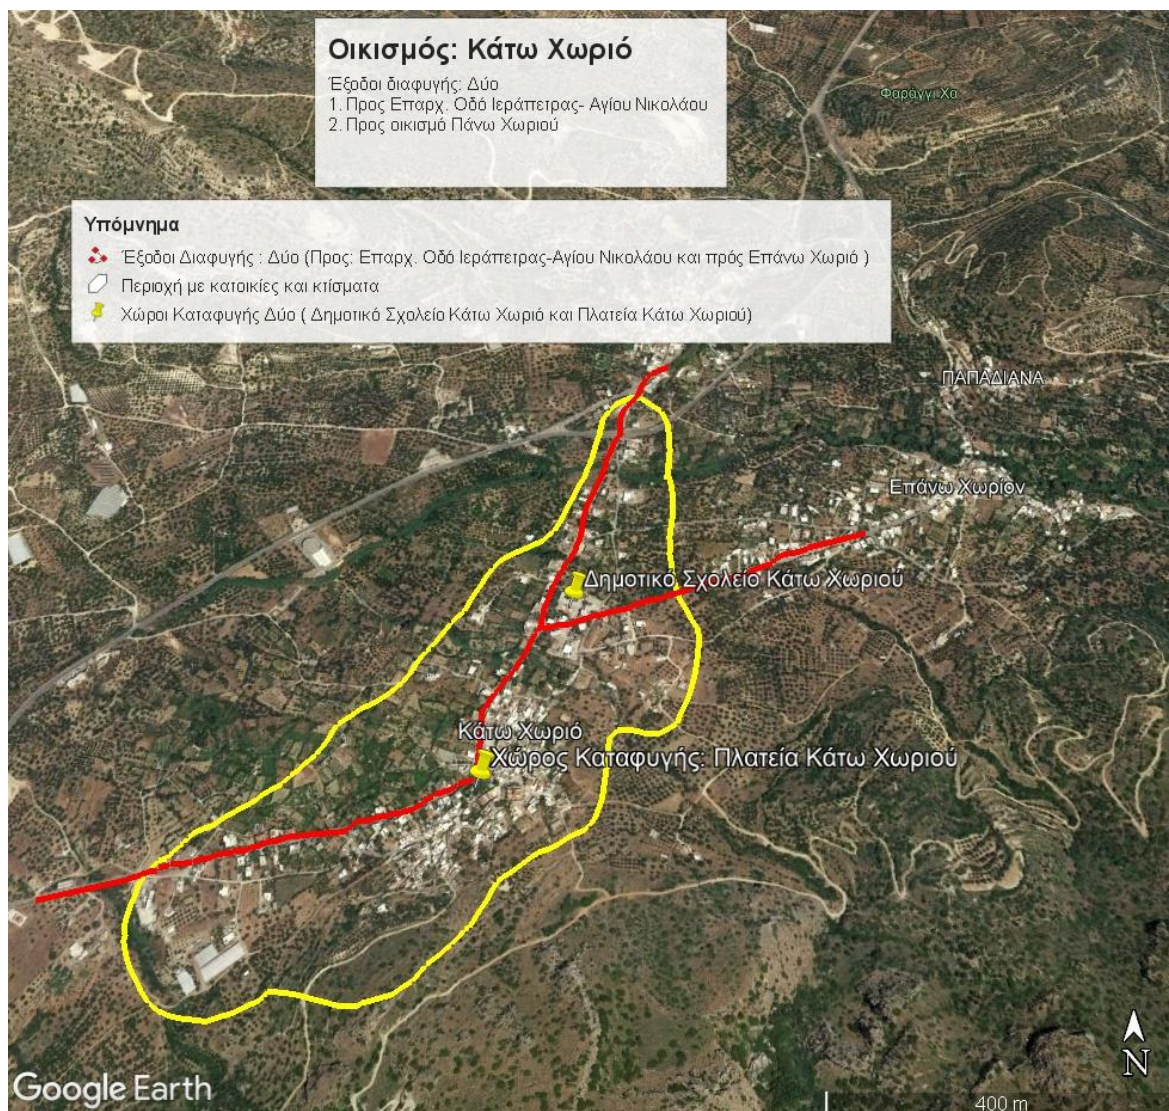 Οικισμός: Κάτω Χωριό
Έξοδοι διαφυγής: Δύο
1. Προς Επαρχ. Οδό Ιεράπετρας- Αγίου Νικολάου
2. Προς οικισμό Πάνω Χωριού
Φαράγγι Χα
Υπόμνημα
Έξοδοι Διαφυγής : Δύο (Προς: Επαρχ. Οδό Ιεράπετρας-Αγίου Νικολάου και πρός Επάνω Χωριό )
Περιοχή με κατοικίες και κτίσματα
Χώροι Καταφυγής Δύο ( Δημοτικό Σχολείο Κάτω Χωριό και Πλατεία Κάτω Χωριού)
ΠΑΠΑΔΙΑΝΑ
Επάνω Χωρίον
Δημοτικό Σχολείο Κάτω Χωριού
Κάτω Χωριό
Χώρος Καταφυγής: Πλατεία Κάτω Χωριού
N
Google Earth
400 m